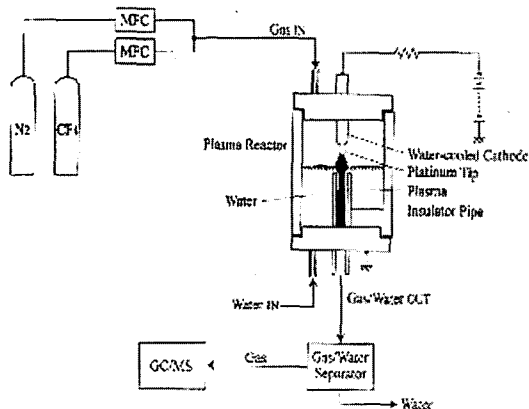 MFC
Gas IN
MFC
N2
CF4
Plasma Reactor
Water-cooled Cathode
Platinum Tip
Plasma
Water
Insulator Pipe
Water IN
Gas/Water OUT
GC/MS
Gas
Gas/Water
Separator
Water